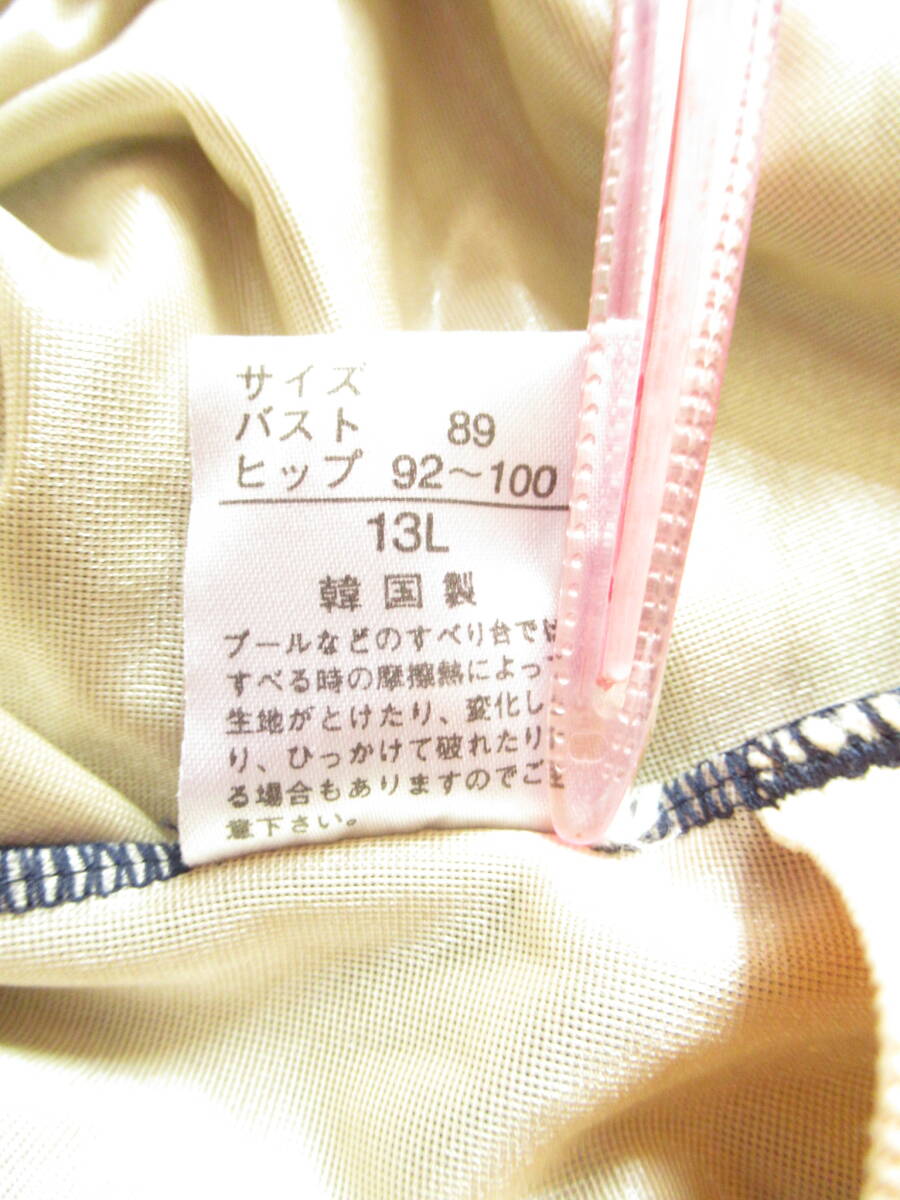 サイズ
バスト 89
ヒップ 92～100
13L
韓国製
プールなどのすべり台では
すべる時の摩擦熱によって
生地がとけたり、変化した
り、ひっかけて破れたり
る場合もありますのでご
意下さい。